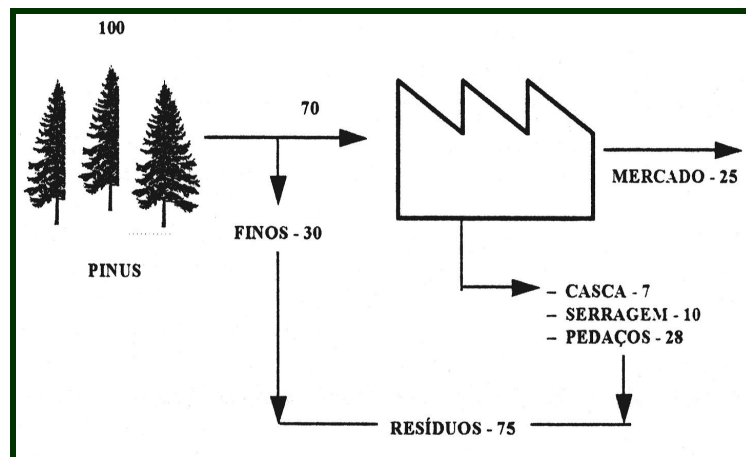 100
70
MERCADO - 25
FINOS - 30
PINUS
– CASCA - 7
– SERRAGEM - 10
– PEDAÇOS - 28
RESÍDUOS - 75